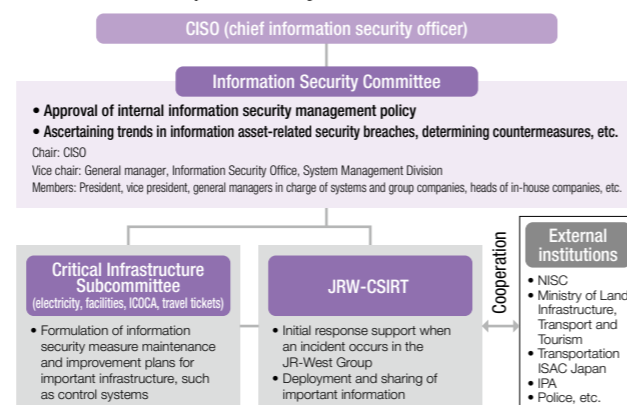 CISO (chief information security officer)
Information Security Committee
• Approval of internal information security management policy
• Ascertaining trends in information asset-related security breaches, determining countermeasures, etc.
Chair: CISO
Vice chair: General manager, Information Security Office, System Management Division
Members: President, vice president, general managers in charge of systems and group companies, heads of in-house companies, etc.
Critical Infrastructure
Subcommittee
(electricity, facilities, ICOCA, travel tickets)
• Formulation of information
security measure maintenance
and improvement plans for
important infrastructure, such
as control systems
JRW-CSIRT
• Initial response support when
an incident occurs in the
JR-West Group
• Deployment and sharing of
important information
Cooperation
External
institutions
• NISC
• Ministry of Land
Infrastructure,
Transport and
Tourism
• Transportation
ISAC Japan
• IPA
• Police, etc.